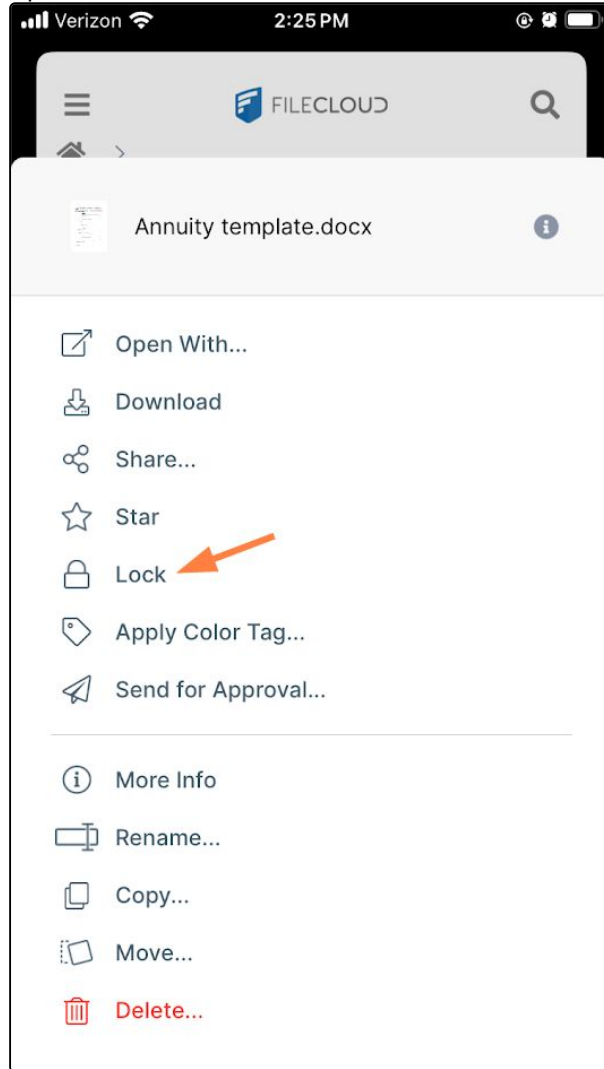 Verizon 2:25 PM
FILECLOUD
Annuity template.docx
Open With...
Download
Share...
Star
Lock
Apply Color Tag...
Send for Approval...
More Info
Rename...
Copy...
Move...
Delete...